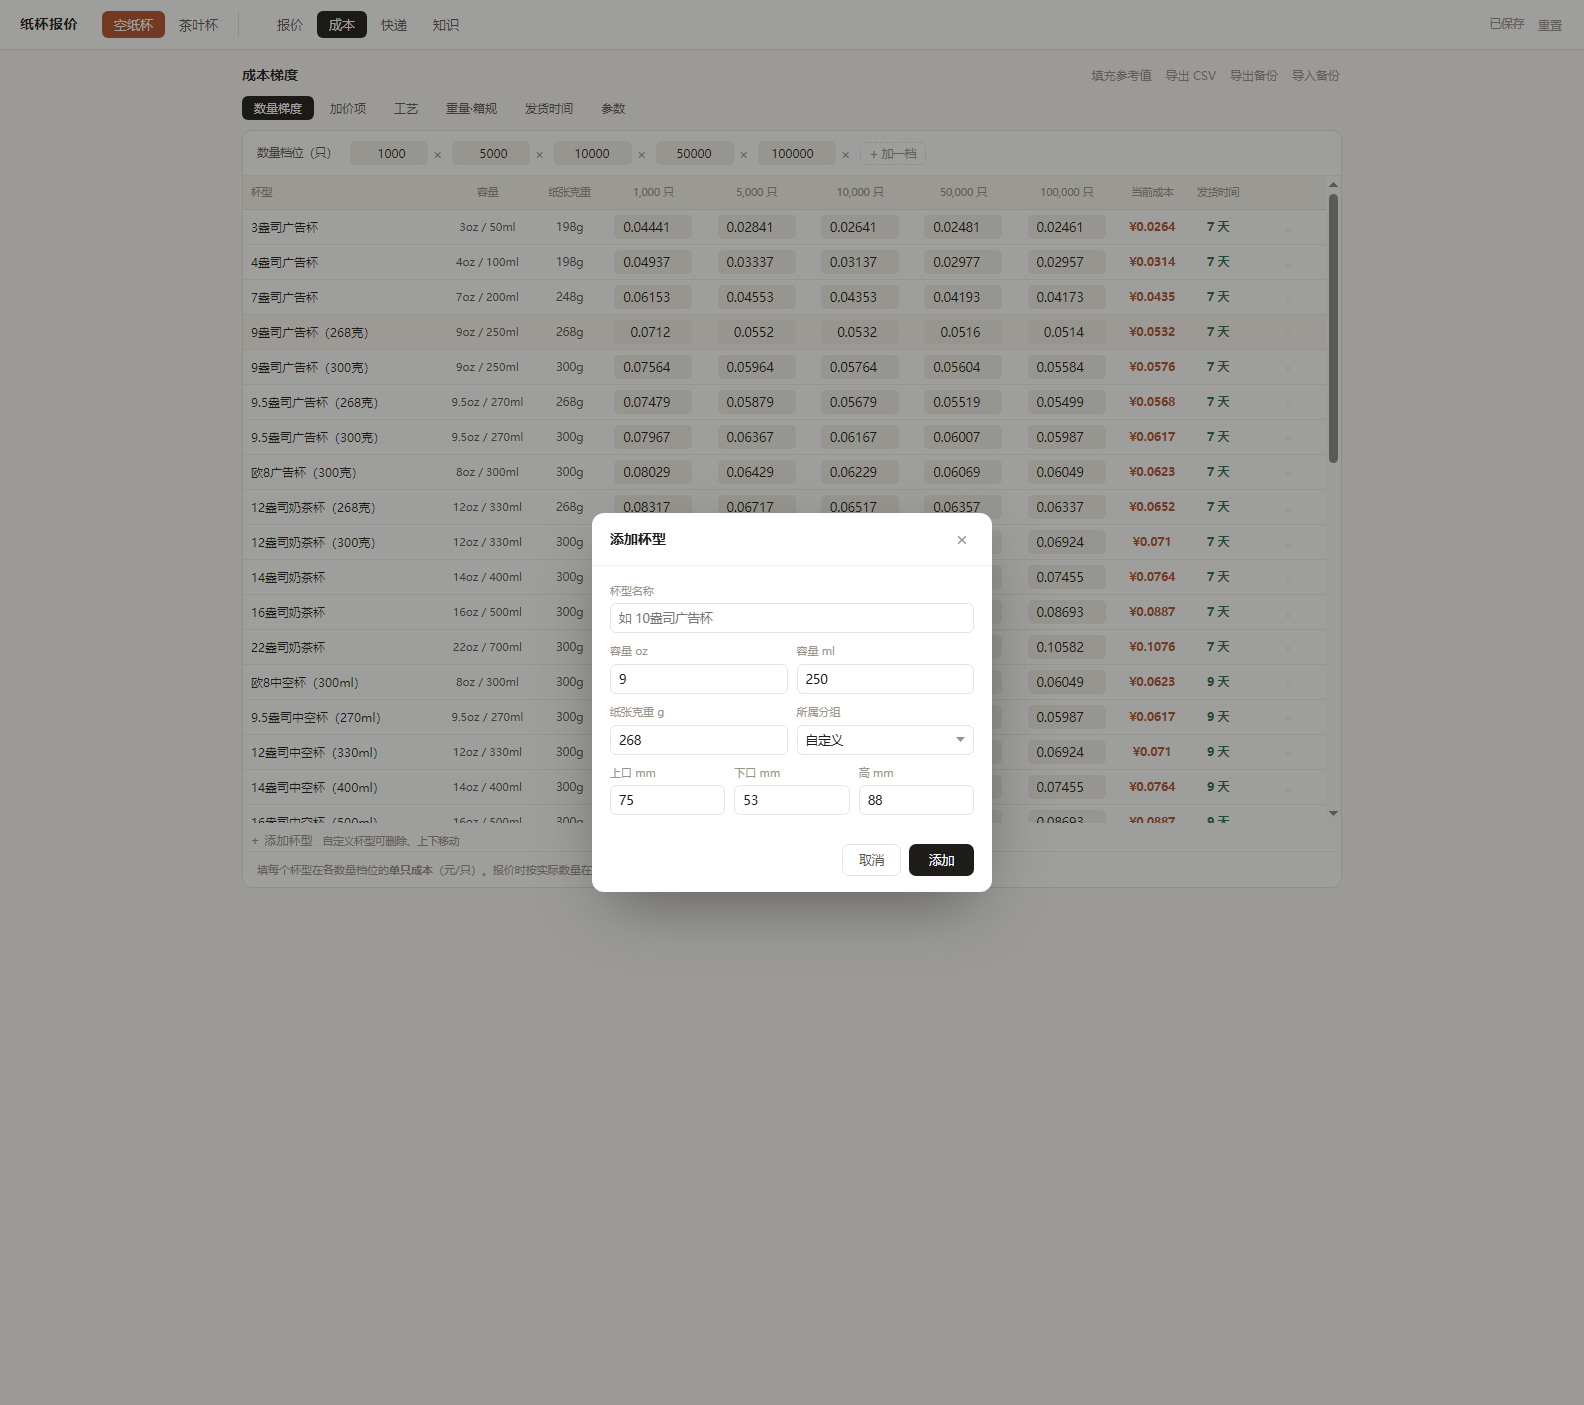 纸杯报价 空纸杯 茶叶杯 报价 成本 快递 知识 已保存 重置
成本梯度 填充参考值 导出 CSV 导出备份 导入备份
数量梯度 加价项 工艺 重量·箱规 发货时间 参数
数量档位（只） 1000 × 5000 × 10000 × 50000 × 100000 × + 加一档
杯型 容量 纸张克重 1,000 只 5,000 只 10,000 只 50,000 只 100,000 只 当前成本 发货时间
3盎司广告杯 3oz / 50ml 198g 0.04441 0.02841 0.02641 0.02481 0.02461 ¥0.0264 7 天
4盎司广告杯 4oz / 100ml 198g 0.04937 0.03337 0.03137 0.02977 0.02957 ¥0.0314 7 天
7盎司广告杯 7oz / 200ml 248g 0.06153 0.04553 0.04353 0.04193 0.04173 ¥0.0435 7 天
9盎司广告杯（268克） 9oz / 250ml 268g 0.0712 0.0552 0.0532 0.0516 0.0514 ¥0.0532 7 天
9盎司广告杯（300克） 9oz / 250ml 300g 0.07564 0.05964 0.05764 0.05604 0.05584 ¥0.0576 7 天
9.5盎司广告杯（268克） 9.5oz / 270ml 268g 0.07479 0.05879 0.05679 0.05519 0.05499 ¥0.0568 7 天
9.5盎司广告杯（300克） 9.5oz / 270ml 300g 0.07967 0.06367 0.06167 0.06007 0.05987 ¥0.0617 7 天
欧8广告杯（300克） 8oz / 300ml 300g 0.08029 0.06429 0.06229 0.06069 0.06049 ¥0.0623 7 天
12盎司奶茶杯（268克） 12oz / 330ml 268g 0.08317 0.06717 0.06517 0.06357 0.06337 ¥0.0652 7 天
12盎司奶茶杯（300克） 12oz / 330ml 300g 0.06924 ¥0.071 7 天
14盎司奶茶杯 14oz / 400ml 300g 0.07455 ¥0.0764 7 天
16盎司奶茶杯 16oz / 500ml 300g 0.08693 ¥0.0887 7 天
22盎司奶茶杯 22oz / 700ml 300g 0.10582 ¥0.1076 7 天
欧8中空杯（300ml） 8oz / 300ml 300g 0.06049 ¥0.0623 9 天
9.5盎司中空杯（270ml） 9.5oz / 270ml 300g 0.05987 ¥0.0617 9 天
12盎司中空杯（330ml） 12oz / 330ml 300g 0.06924 ¥0.071 9 天
14盎司中空杯（400ml） 14oz / 400ml 300g 0.07455 ¥0.0764 9 天
16盎司中空杯（500ml） 16oz / 500ml 300g 0.08693 ¥0.0887 9 天
+ 添加杯型 自定义杯型可删除、上下移动
填每个杯型在各数量档位的单只成本（元/只）。报价时按实际数量在
添加杯型 ×
杯型名称
如 10盎司广告杯
容量 oz 容量 ml
9 250
纸张克重 g 所属分组
268 自定义
上口 mm 下口 mm 高 mm
75 53 88
取消 添加